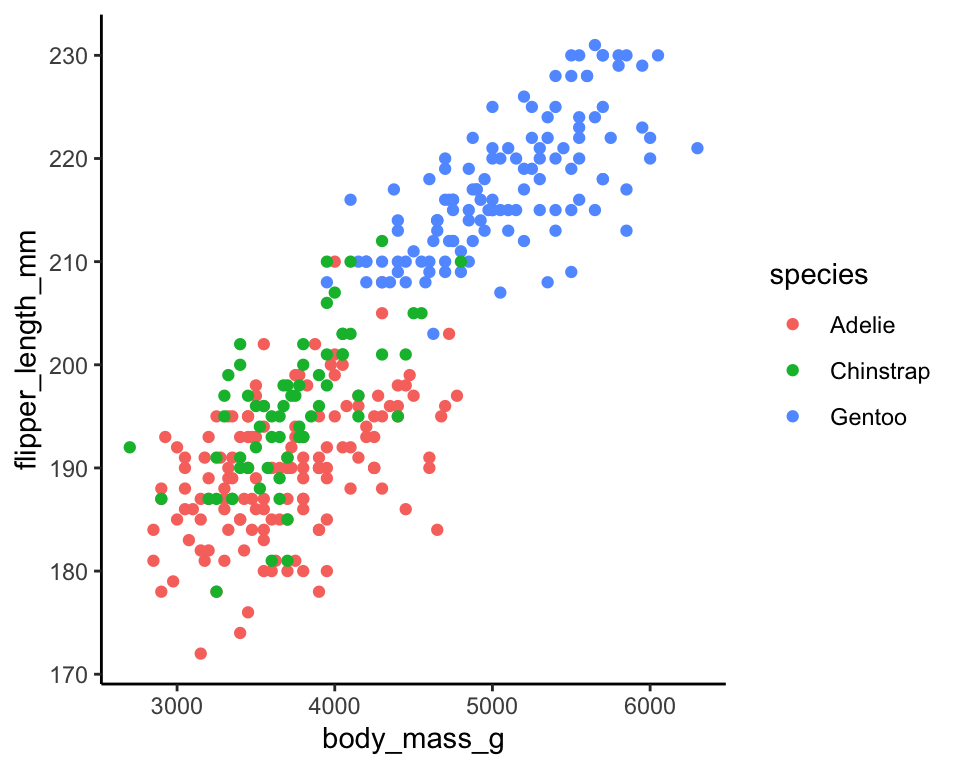 230
220
210
200
190
180
170
flipper_length_mm
3000 4000 5000 6000
body_mass_g
species
Adelie
Chinstrap
Gentoo